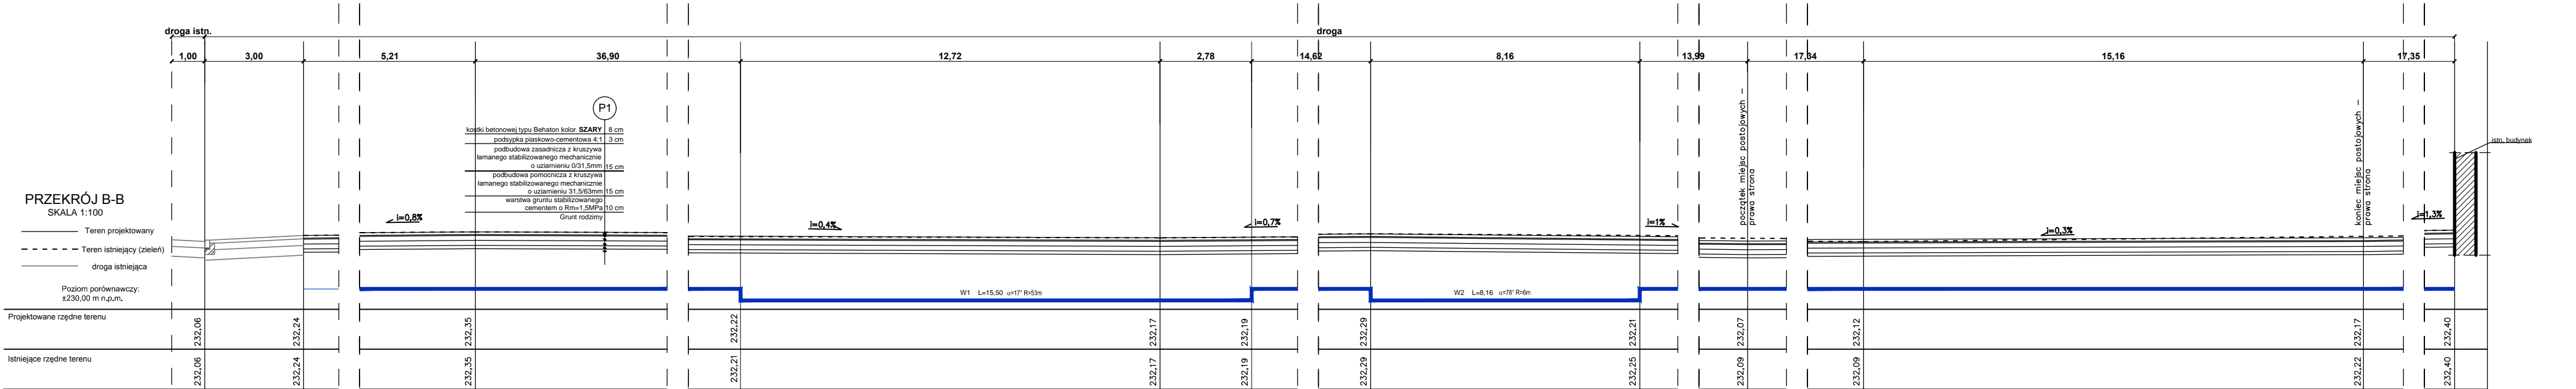 droga istn.
droga
1,00
3,00
5,21
36,90
12,72
2,78
14,62
8,16
13,99
17,34
15,16
17,35
P1
kostki betonowej typu Behaton kolor SZARY 8 cm
podsypka piaskowo-cementowa 4:1 3 cm
podbudowa zasadnicza z kruszywa
łamanego stabilizowanego mechanicznie
o uziarnieniu 0/31,5mm 15 cm
podbudowa pomocnicza z kruszywa
łamanego stabilizowanego mechanicznie
o uziarnieniu 31,5/63mm 15 cm
warstwa gruntu stabilizowanego
cementem o Rm=1,5MPa 10 cm
Grunt rodzimy
początek miejsc postojowych –
prawa strona
koniec miejsc postojowych –
prawa strona
istn. budynek
PRZEKRÓJ B-B
SKALA 1:100
Teren projektowany
Teren istniejący (zieleń)
droga istniejąca
Poziom porównawczy:
±230,00 m n.p.m.
i=0,8%
i=0,4%
i=0,7%
i=1%
i=0,3%
i=1,3%
W1 L=15,50 α=17° R=53m
W2 L=8,16 α=78° R=6m
Projektowane rzędne terenu
232,06
232,24
232,35
232,22
232,17
232,19
232,29
232,21
232,07
232,12
232,17
232,40
Istniejące rzędne terenu
232,06
232,24
232,35
232,21
232,17
232,19
232,29
232,25
232,09
232,09
232,22
232,40